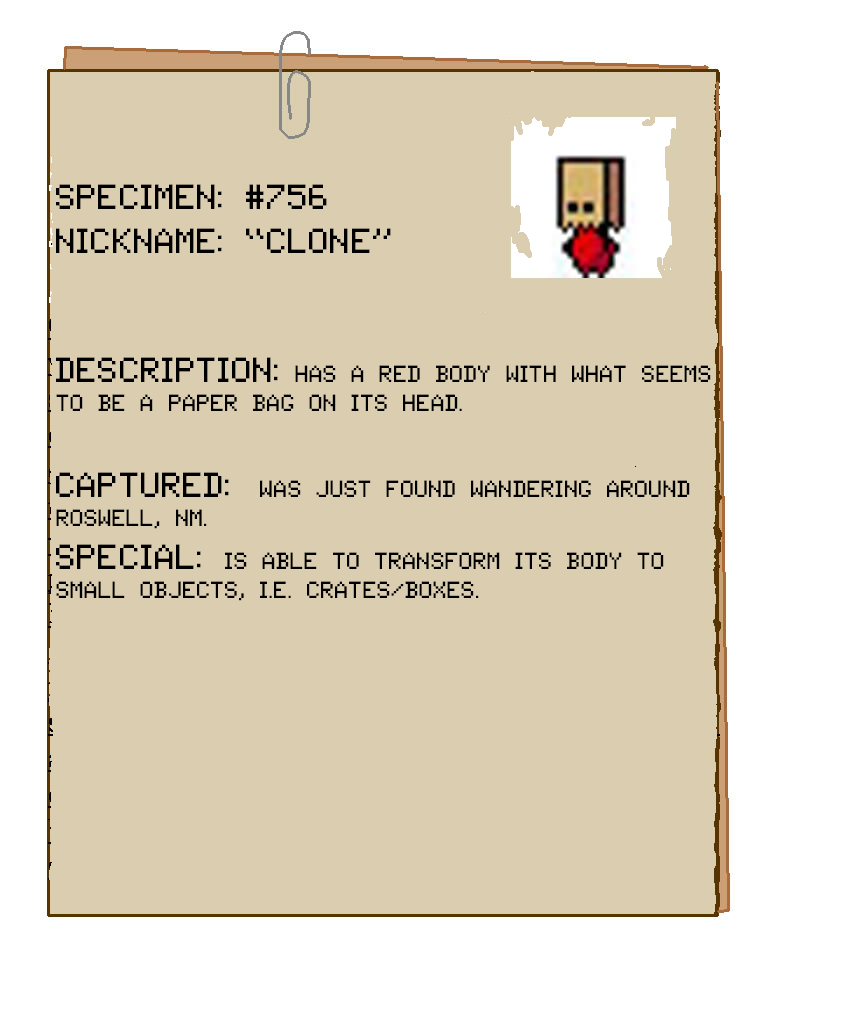 SPECIMEN: #756
NICKNAME: "CLONE"
DESCRIPTION: HAS A RED BODY WITH WHAT SEEMS
TO BE A PAPER BAG ON ITS HEAD.
CAPTURED: WAS JUST FOUND WANDERING AROUND
ROSWELL, NM.
SPECIAL: IS ABLE TO TRANSFORM ITS BODY TO
SMALL OBJECTS, I.E. CRATES/BOXES.